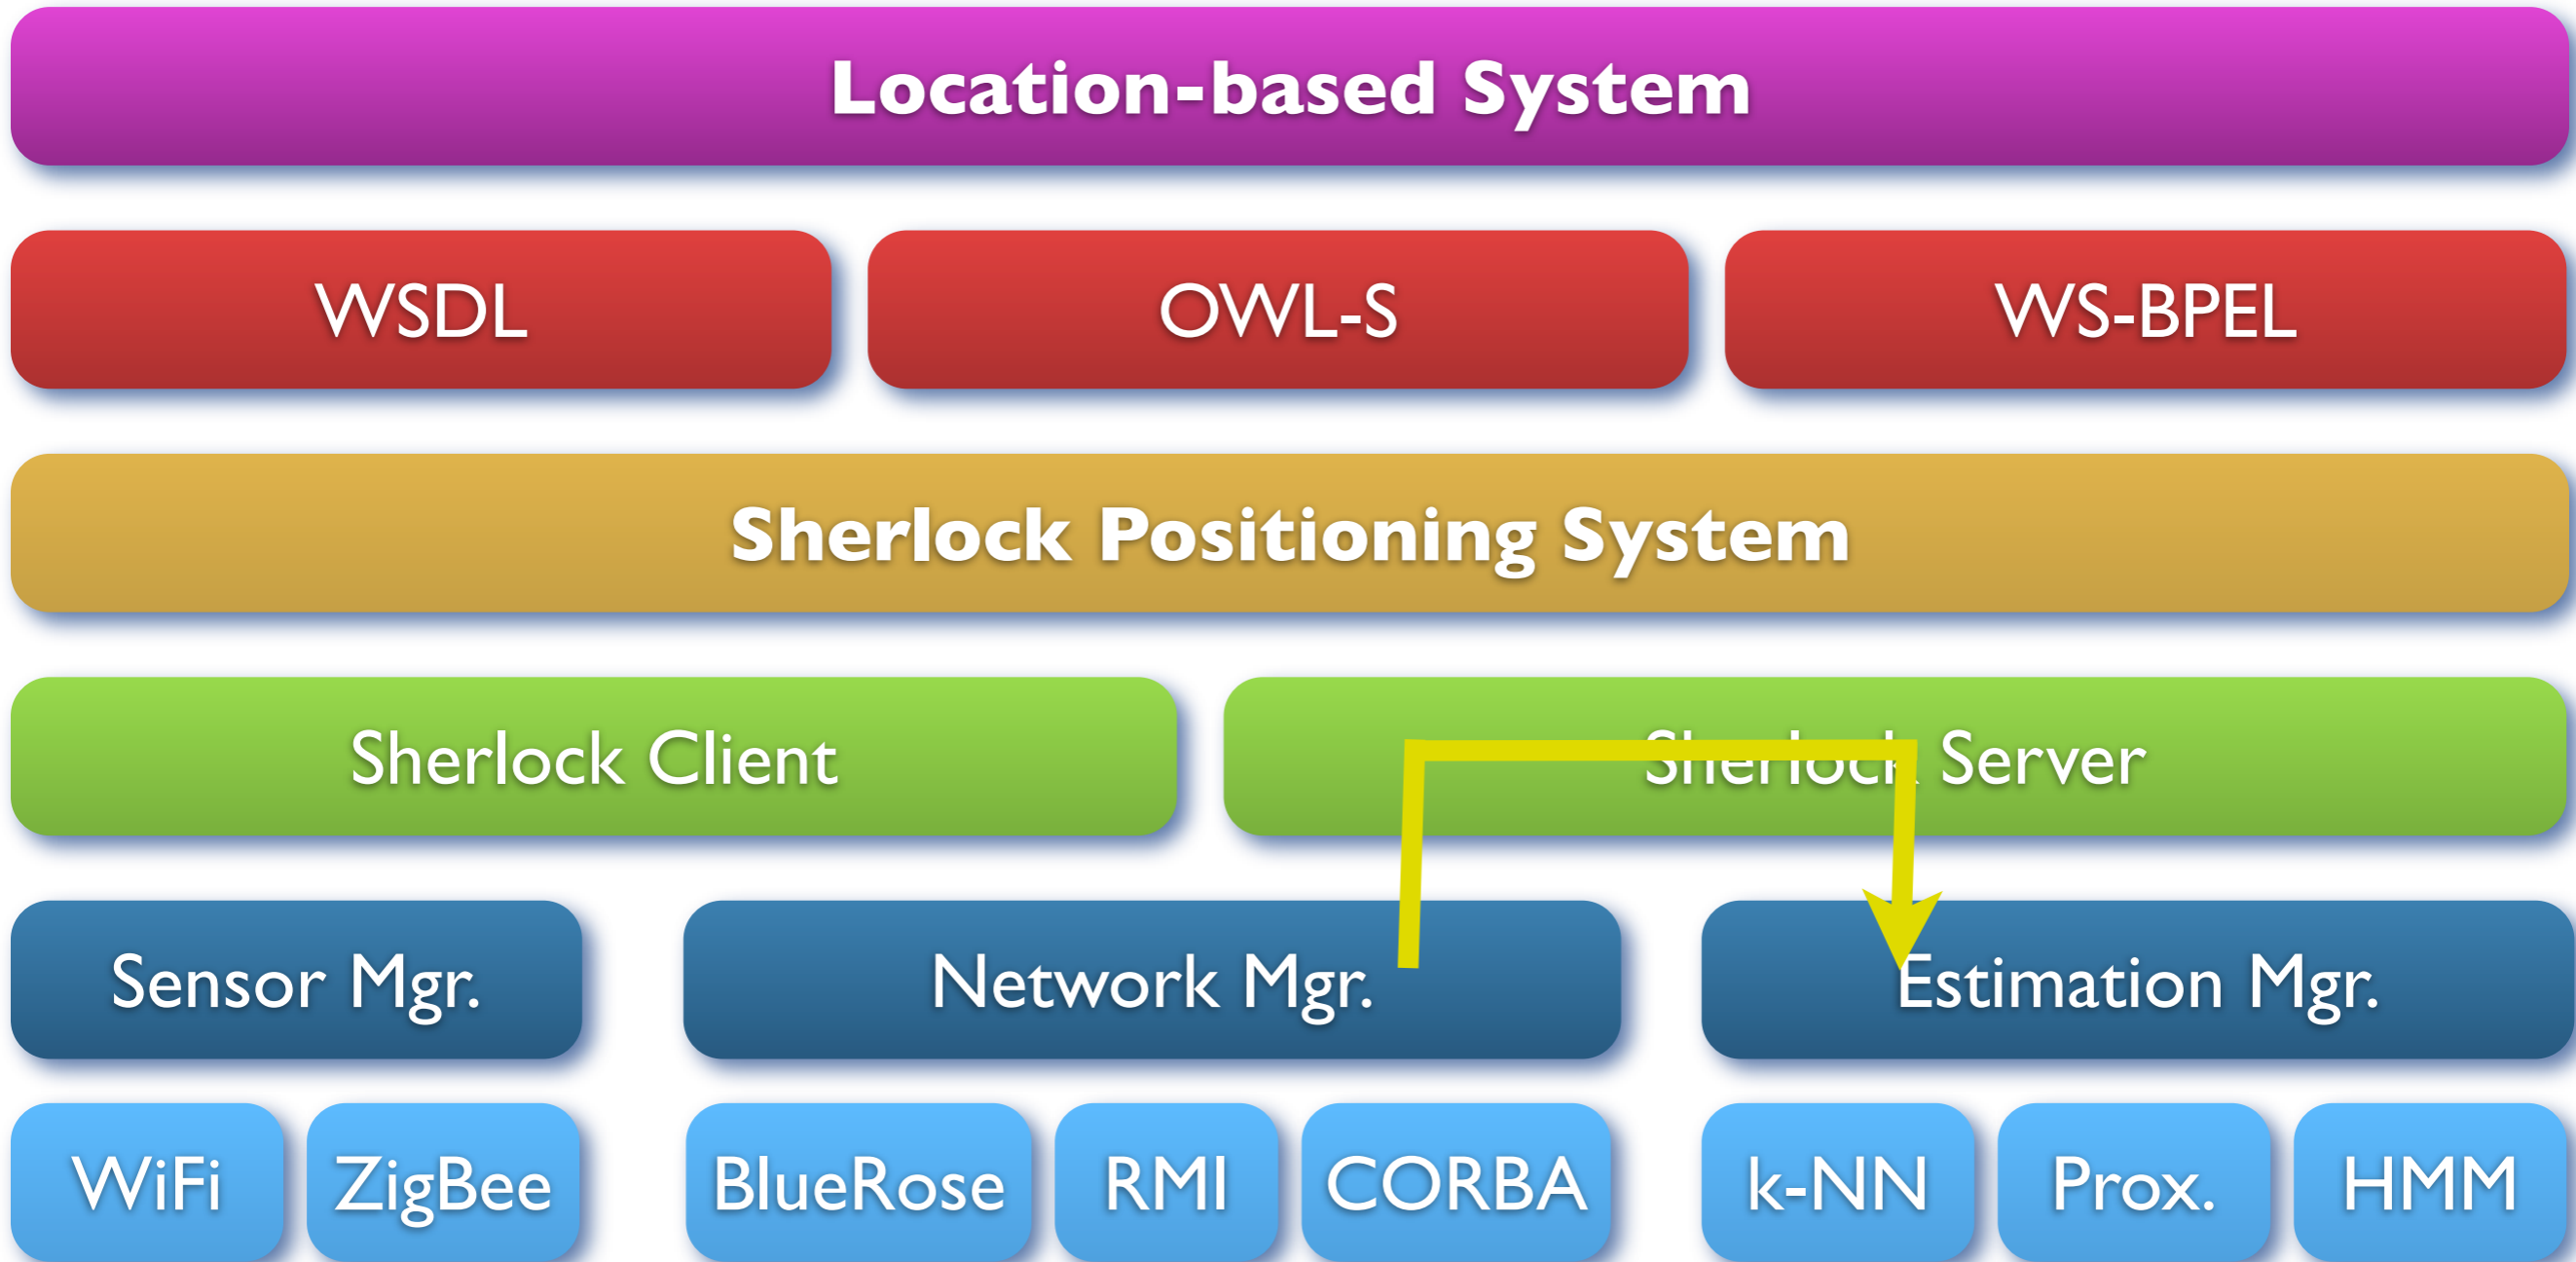 Location-based System
WSDL OWL-S WS-BPEL
Sherlock Positioning System
Sherlock Client Sherlock Server
Sensor Mgr. Network Mgr. Estimation Mgr.
WiFi ZigBee BlueRose RMI CORBA k-NN Prox. HMM